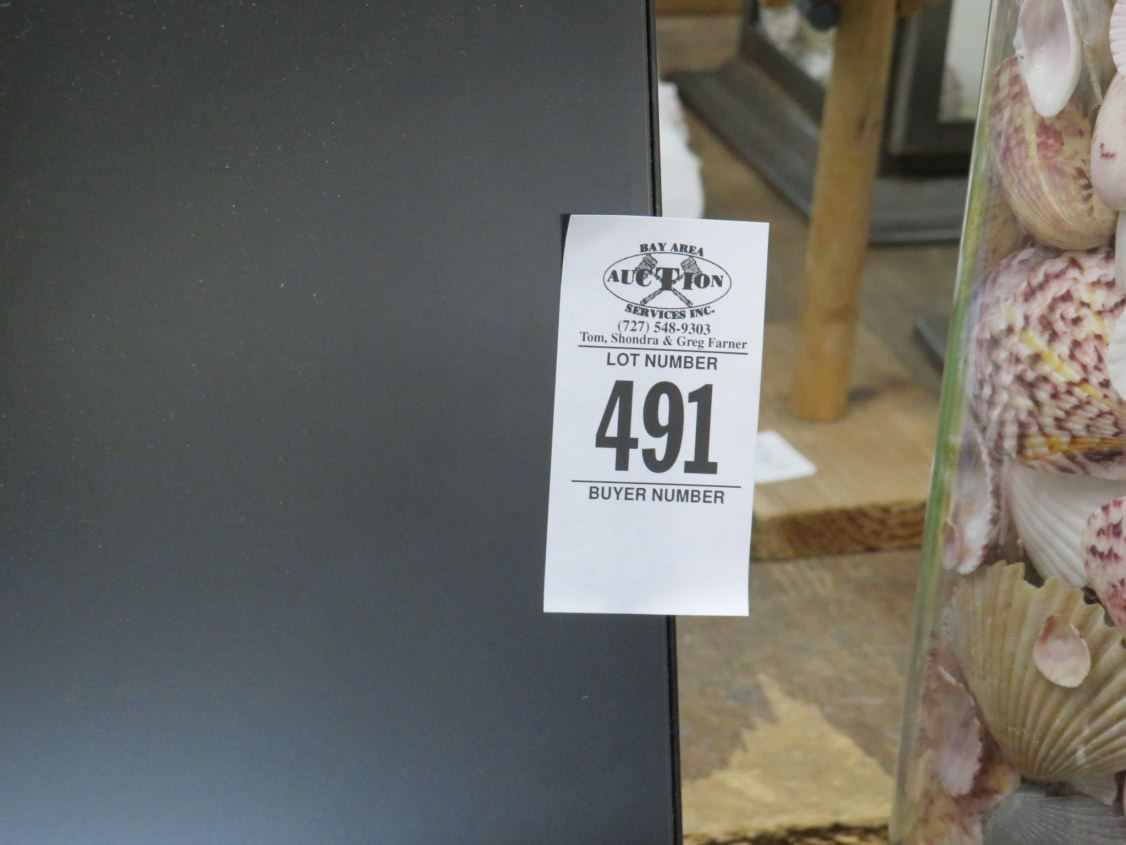 BAY AREA
AUCTION
SERVICES INC.
(727) 548-9303
Tom, Shondra & Greg Farner
LOT NUMBER
491
BUYER NUMBER